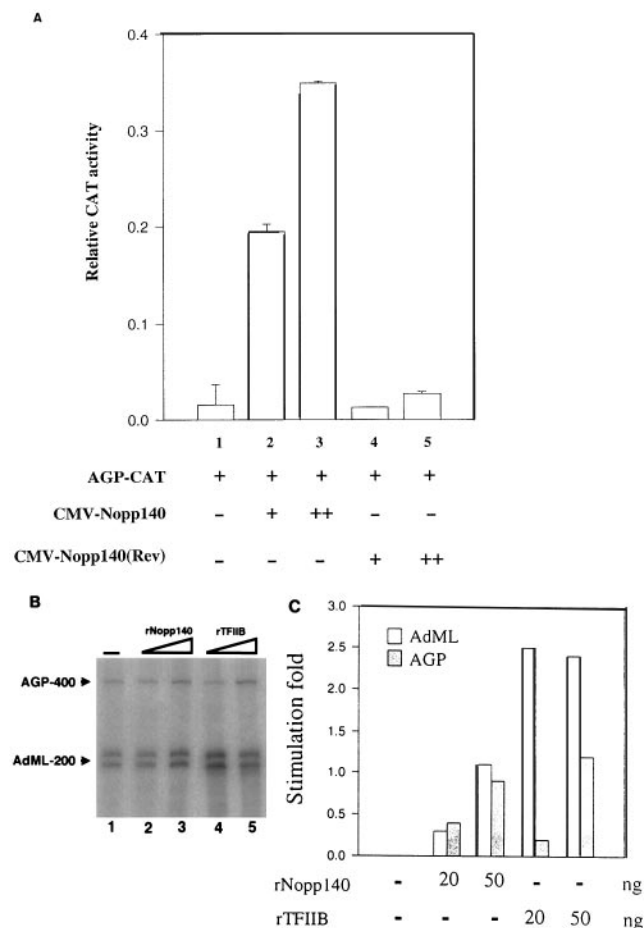 A
Relative CAT activity
0.4
0.3
0.2
0.1
0.0
1 2 3 4 5
AGP-CAT + + + + +
CMV-Nopp140 – + ++ – –
CMV-Nopp140(Rev) – – – + ++
B
rNopp140 rTFIIB
–
AGP-400
AdML-200
1 2 3 4 5
C
Stimulation fold
3.0
2.5
2.0
1.5
1.0
0.5
0.0
AdML
AGP
rNopp140 - 20 50 - - ng
rTFIIB - - - 20 50 ng